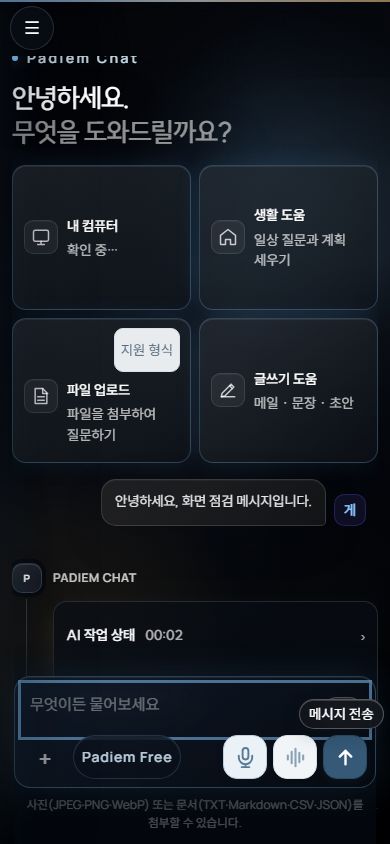 Padiem Chat
안녕하세요.
무엇을 도와드릴까요?
내 컴퓨터
확인 중…
생활 도움
일상 질문과 계획
세우기
지원 형식
파일 업로드
파일을 첨부하여
질문하기
글쓰기 도움
메일 · 문장 · 초안
안녕하세요, 화면 점검 메시지입니다.
게
P
PADIEM CHAT
AI 작업 상태 00:02
무엇이든 물어보세요
메시지 전송
Padiem Free
사진(JPEG·PNG·WebP) 또는 문서(TXT·Markdown·CSV·JSON)를
첨부할 수 있습니다.